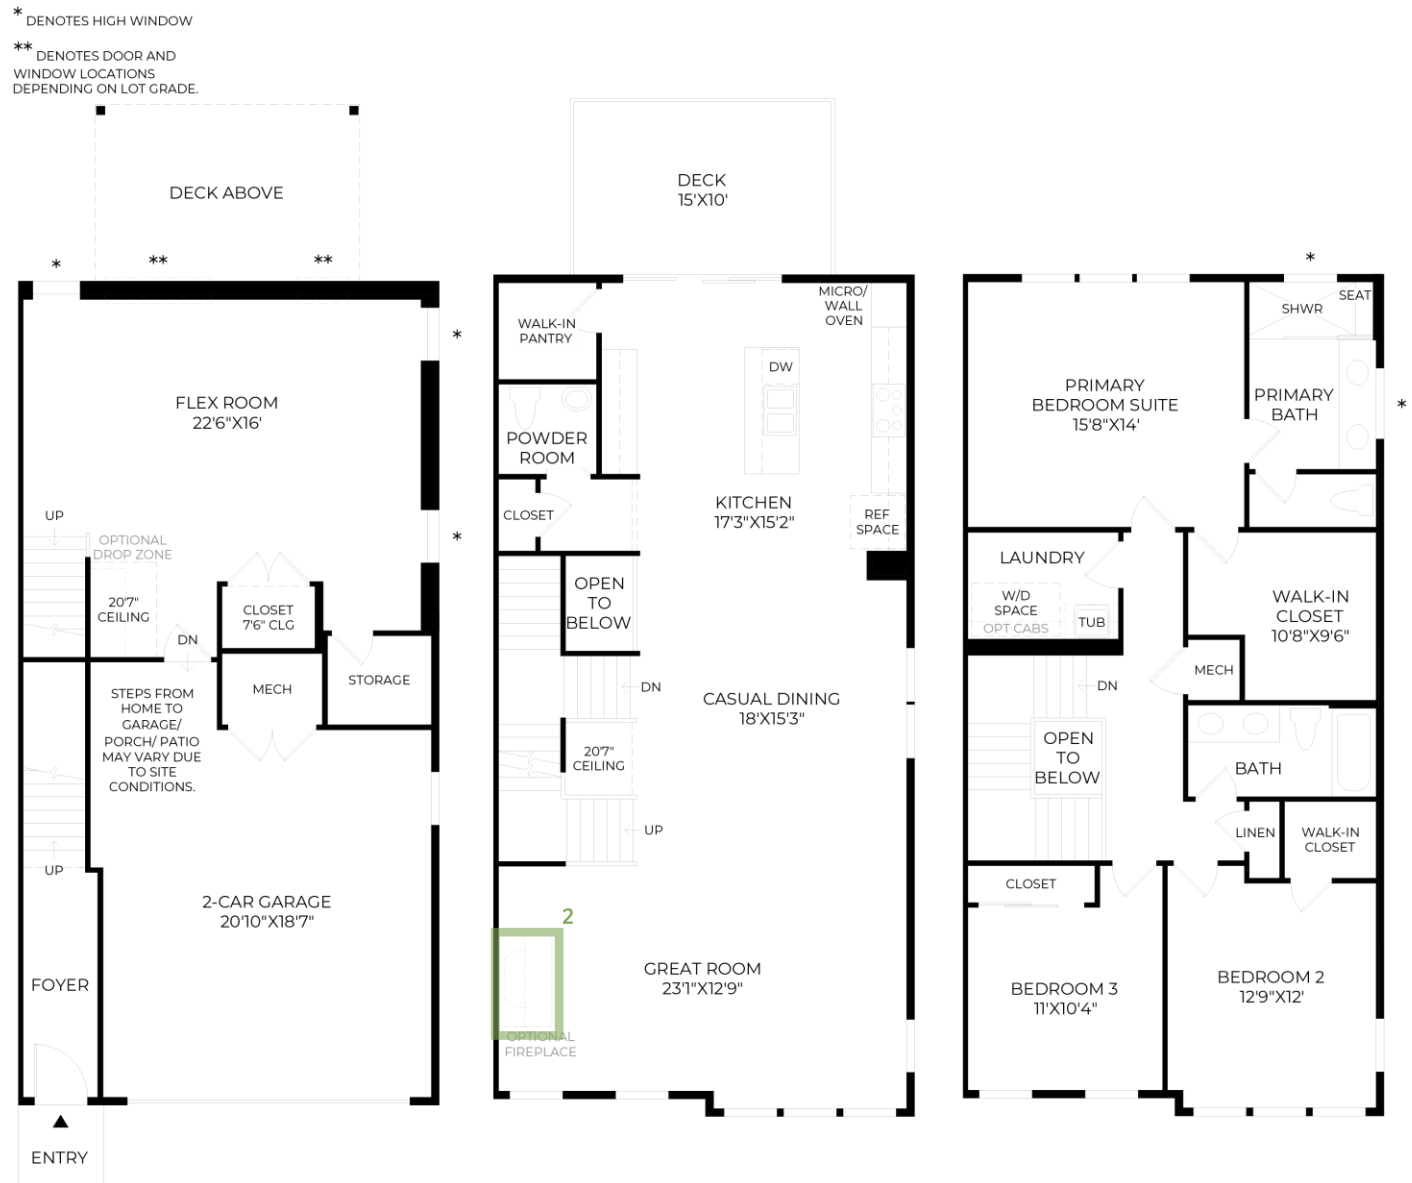 * DENOTES HIGH WINDOW
** DENOTES DOOR AND
WINDOW LOCATIONS
DEPENDING ON LOT GRADE.
DECK ABOVE
*
**
**
*
FLEX ROOM
22'6"X16'
*
UP
OPTIONAL
DROP ZONE
20'7"
CEILING
DN
CLOSET
7'6" CLG
STORAGE
MECH
STEPS FROM
HOME TO
GARAGE/
PORCH/ PATIO
MAY VARY DUE
TO SITE
CONDITIONS.
UP
2-CAR GARAGE
20'10"X18'7"
FOYER
ENTRY
DECK
15'X10'
WALK-IN
PANTRY
MICRO/
WALL
OVEN
DW
POWDER
ROOM
CLOSET
KITCHEN
17'3"X15'2"
REF
SPACE
OPEN
TO
BELOW
DN
CASUAL DINING
18'X15'3"
20'7"
CEILING
UP
2
GREAT ROOM
23'1"X12'9"
OPTIONAL
FIREPLACE
*
SEAT
SHWR
PRIMARY
BEDROOM SUITE
15'8"X14'
PRIMARY
BATH
*
LAUNDRY
W/D
SPACE
OPT CABS
TUB
WALK-IN
CLOSET
10'8"X9'6"
MECH
DN
OPEN
TO
BELOW
BATH
LINEN
WALK-IN
CLOSET
CLOSET
BEDROOM 3
11'X10'4"
BEDROOM 2
12'9"X12'